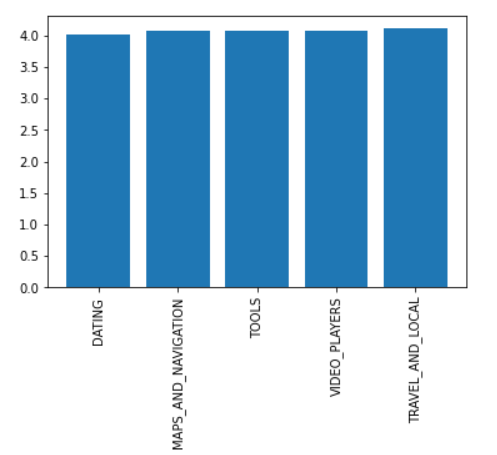 4.0
3.5
3.0
2.5
2.0
1.5
1.0
0.5
0.0
DATING
MAPS_AND_NAVIGATION
TOOLS
VIDEO_PLAYERS
TRAVEL_AND_LOCAL